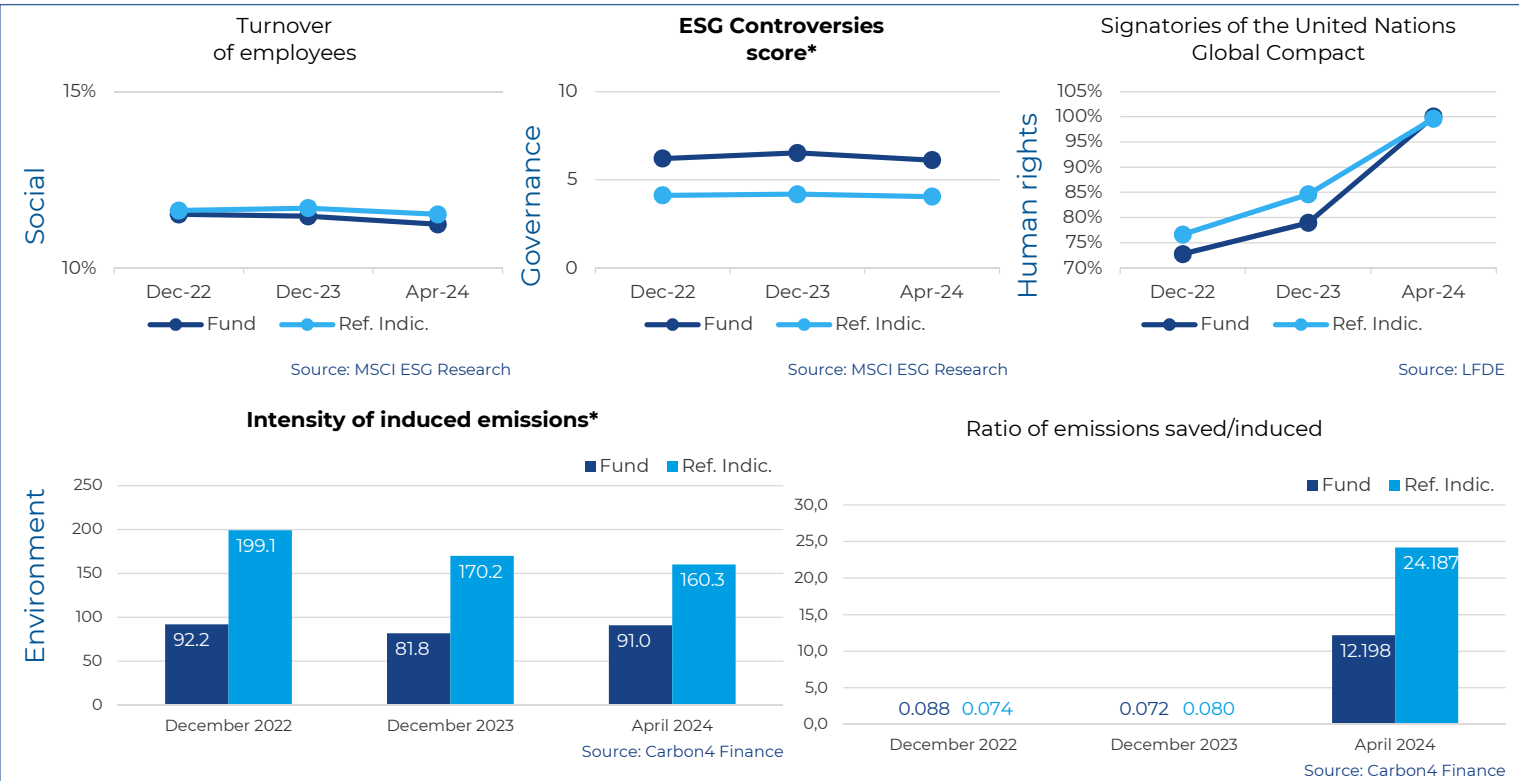 Turnover
of employees
Social
15%
10%
Dec-22 Dec-23 Apr-24
Fund Ref. Indic.
Source: MSCI ESG Research
ESG Controversies
score*
Governance
10
5
0
Dec-22 Dec-23 Apr-24
Fund Ref. Indic.
Source: MSCI ESG Research
Signatories of the United Nations
Global Compact
Human rights
105%
100%
95%
90%
85%
80%
75%
70%
Dec-22 Dec-23 Apr-24
Fund Ref. Indic.
Source: LFDE
Intensity of induced emissions*
Environment
Fund Ref. Indic.
250
200
150
100
50
0
199.1
170.2
160.3
92.2
81.8
91.0
December 2022 December 2023 April 2024
Source: Carbon4 Finance
Ratio of emissions saved/induced
Fund Ref. Indic.
30,0
25,0
20,0
15,0
10,0
5,0
0,0
24.187
12.198
0.088 0.074 0.072 0.080
December 2022 December 2023 April 2024
Source: Carbon4 Finance